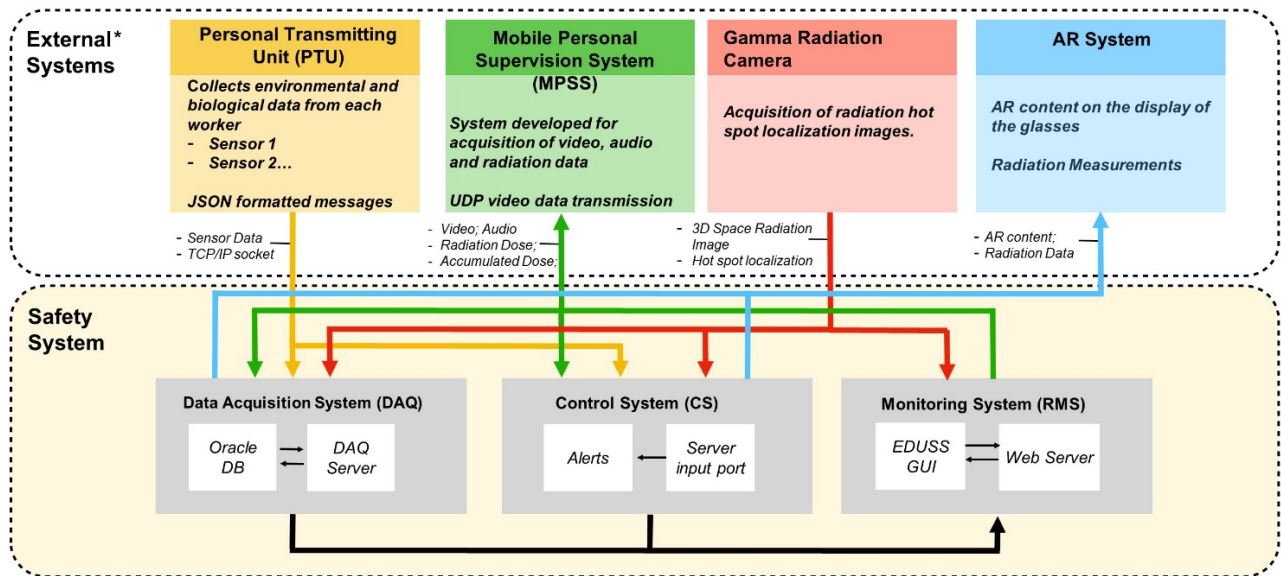 External*
Systems
Personal Transmitting
Unit (PTU)
Collects environmental and
biological data from each
worker
- Sensor 1
- Sensor 2…
JSON formatted messages
Mobile Personal
Supervision System
(MPSS)
System developed for
acquisition of video, audio
and radiation data
UDP video data transmission
Gamma Radiation
Camera
Acquisition of radiation hot
spot localization images.
AR System
AR content on the display of
the glasses
Radiation Measurements
- Sensor Data
- TCP/IP socket
- Video; Audio
- Radiation Dose;
- Accumulated Dose;
- 3D Space Radiation
Image
- Hot spot localization
- AR content;
- Radiation Data
Safety
System
Data Acquisition System (DAQ)
Oracle
DB
DAQ
Server
Control System (CS)
Alerts
Server
input port
Monitoring System (RMS)
EDUSS
GUI
Web Server